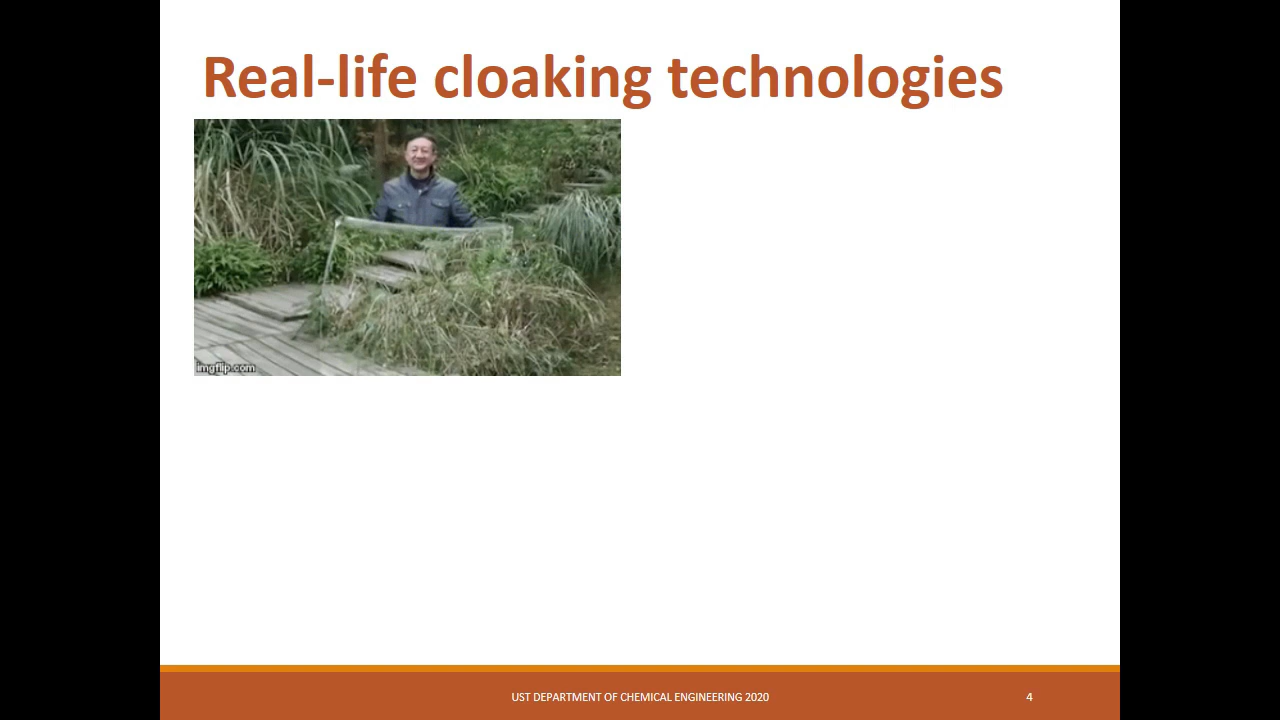 Real-life cloaking technologies
imgflip.com
UST DEPARTMENT OF CHEMICAL ENGINEERING 2020
4